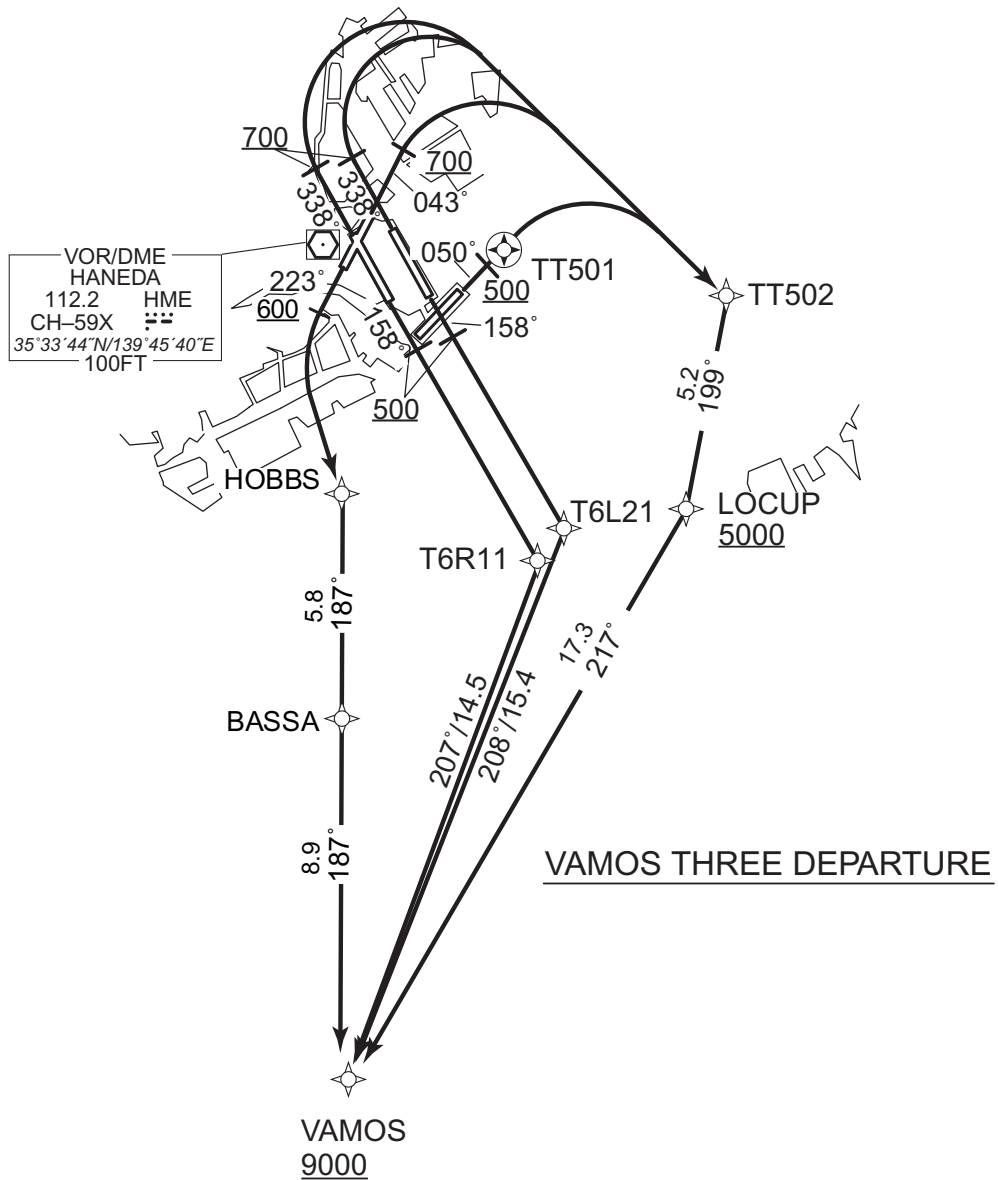 700
700
338°
338°
043°
VOR/DME
HANEDA
112.2 HME
CH–59X
35°33´44˝N/139°45´40˝E
100FT
050°
TT501
500
223°
600
158°
158°
500
TT502
5.2
199°
HOBBS
LOCUP
5000
T6L21
T6R11
5.8
187°
17.3
217°
207°/14.5
208°/15.4
BASSA
8.9
187°
VAMOS THREE DEPARTURE
VAMOS
9000